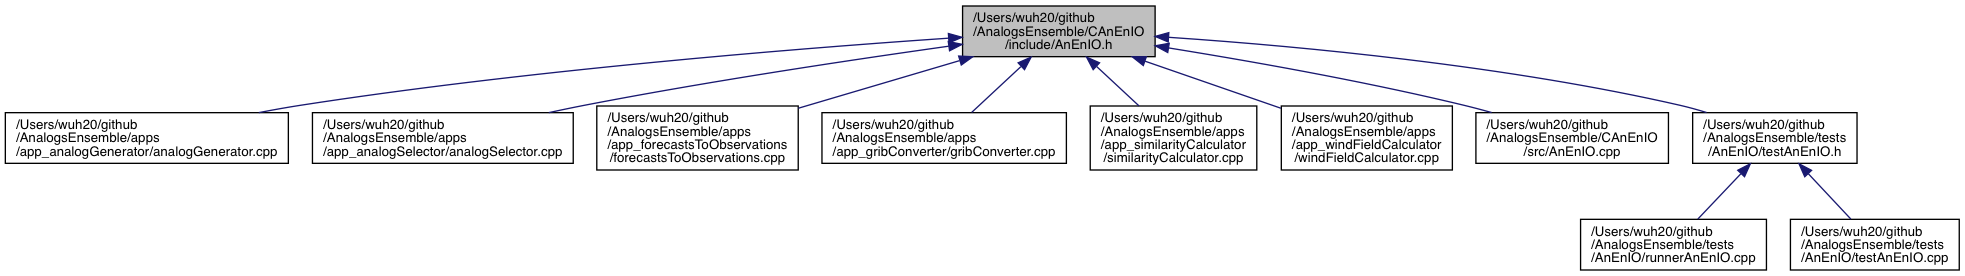 /Users/wuh20/github
/AnalogsEnsemble/CAnEnIO
/include/AnEnIO.h
/Users/wuh20/github
/AnalogsEnsemble/apps
/app_analogGenerator/analogGenerator.cpp
/Users/wuh20/github
/AnalogsEnsemble/apps
/app_analogSelector/analogSelector.cpp
/Users/wuh20/github
/AnalogsEnsemble/apps
/app_forecastsToObservations
/forecastsToObservations.cpp
/Users/wuh20/github
/AnalogsEnsemble/apps
/app_gribConverter/gribConverter.cpp
/Users/wuh20/github
/AnalogsEnsemble/apps
/app_similarityCalculator
/similarityCalculator.cpp
/Users/wuh20/github
/AnalogsEnsemble/apps
/app_windFieldCalculator
/windFieldCalculator.cpp
/Users/wuh20/github
/AnalogsEnsemble/CAnEnIO
/src/AnEnIO.cpp
/Users/wuh20/github
/AnalogsEnsemble/tests
/AnEnIO/testAnEnIO.h
/Users/wuh20/github
/AnalogsEnsemble/tests
/AnEnIO/runnerAnEnIO.cpp
/Users/wuh20/github
/AnalogsEnsemble/tests
/AnEnIO/testAnEnIO.cpp